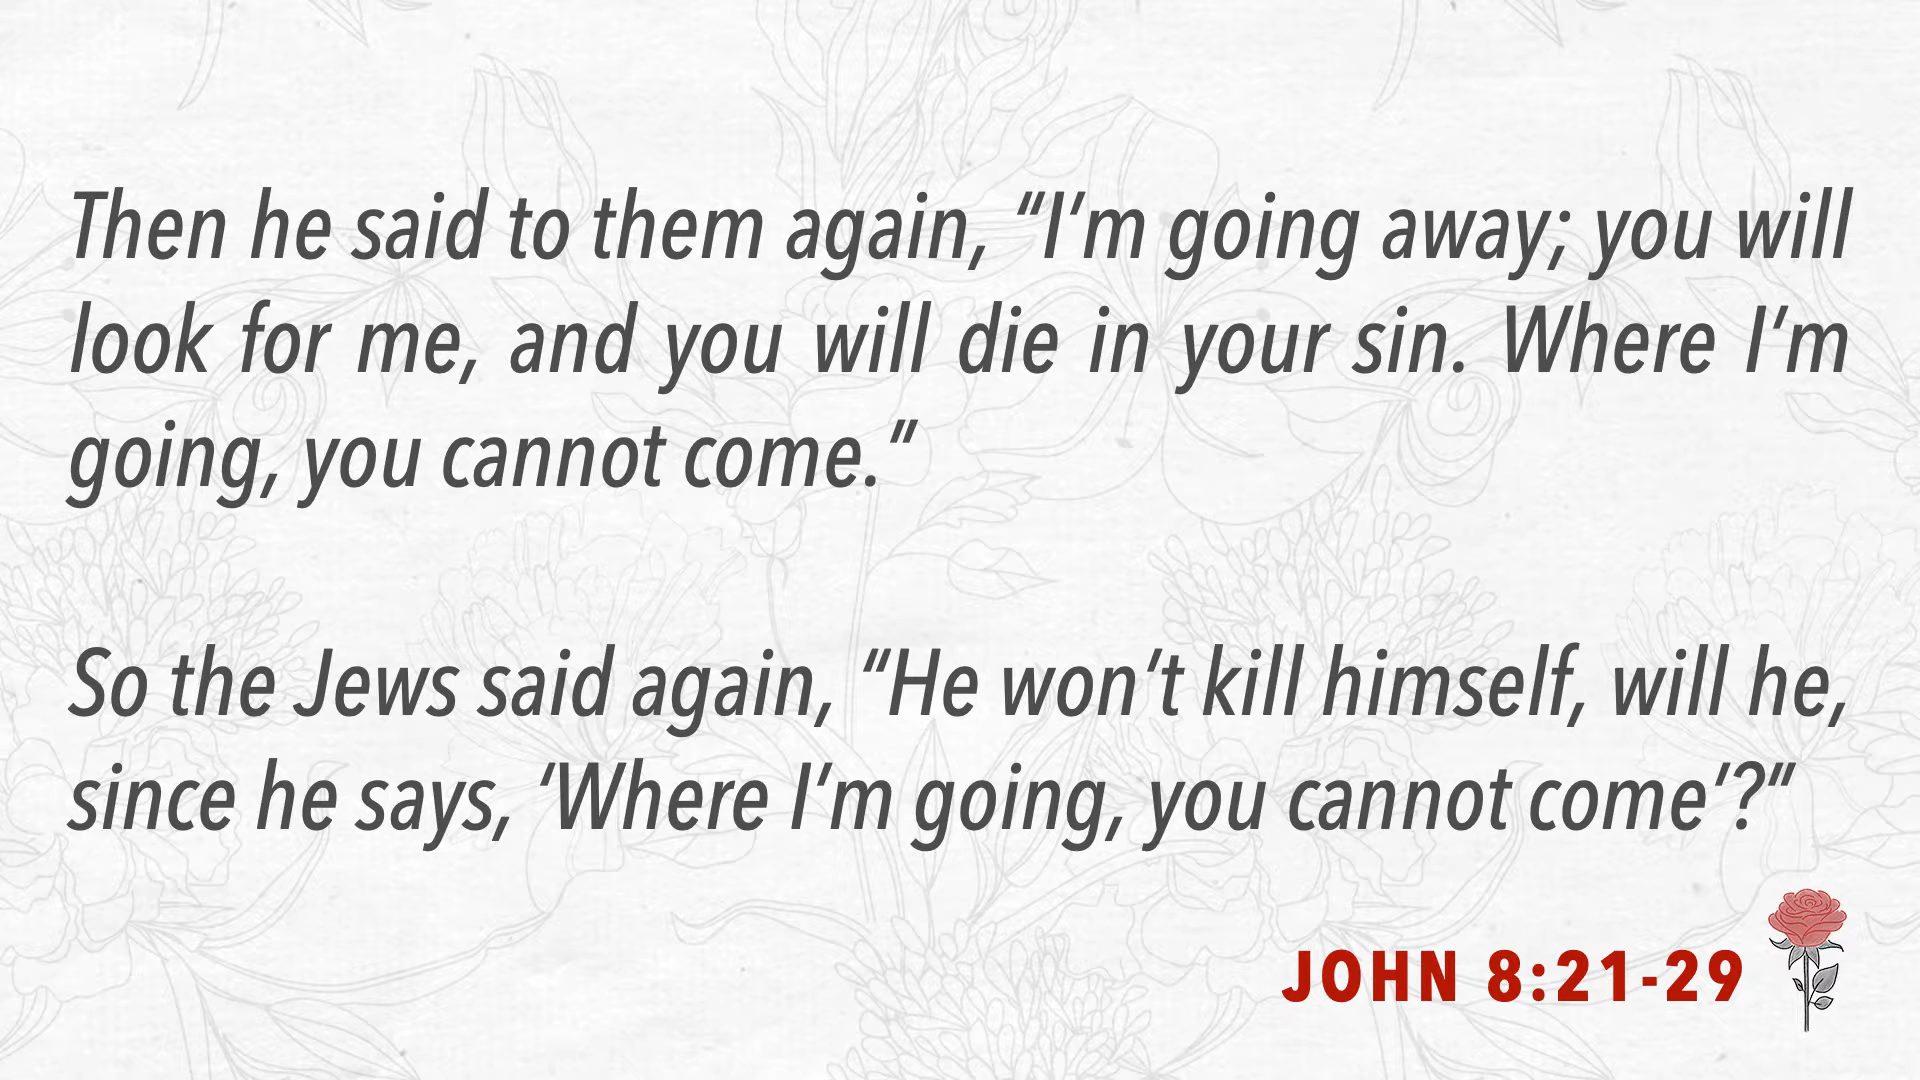 Then he said to them again, “I’m going away; you will
look for me, and you will die in your sin. Where I’m
going, you cannot come.”
So the Jews said again, “He won’t kill himself, will he,
since he says, ‘Where I’m going, you cannot come’?”
JOHN 8:21-29